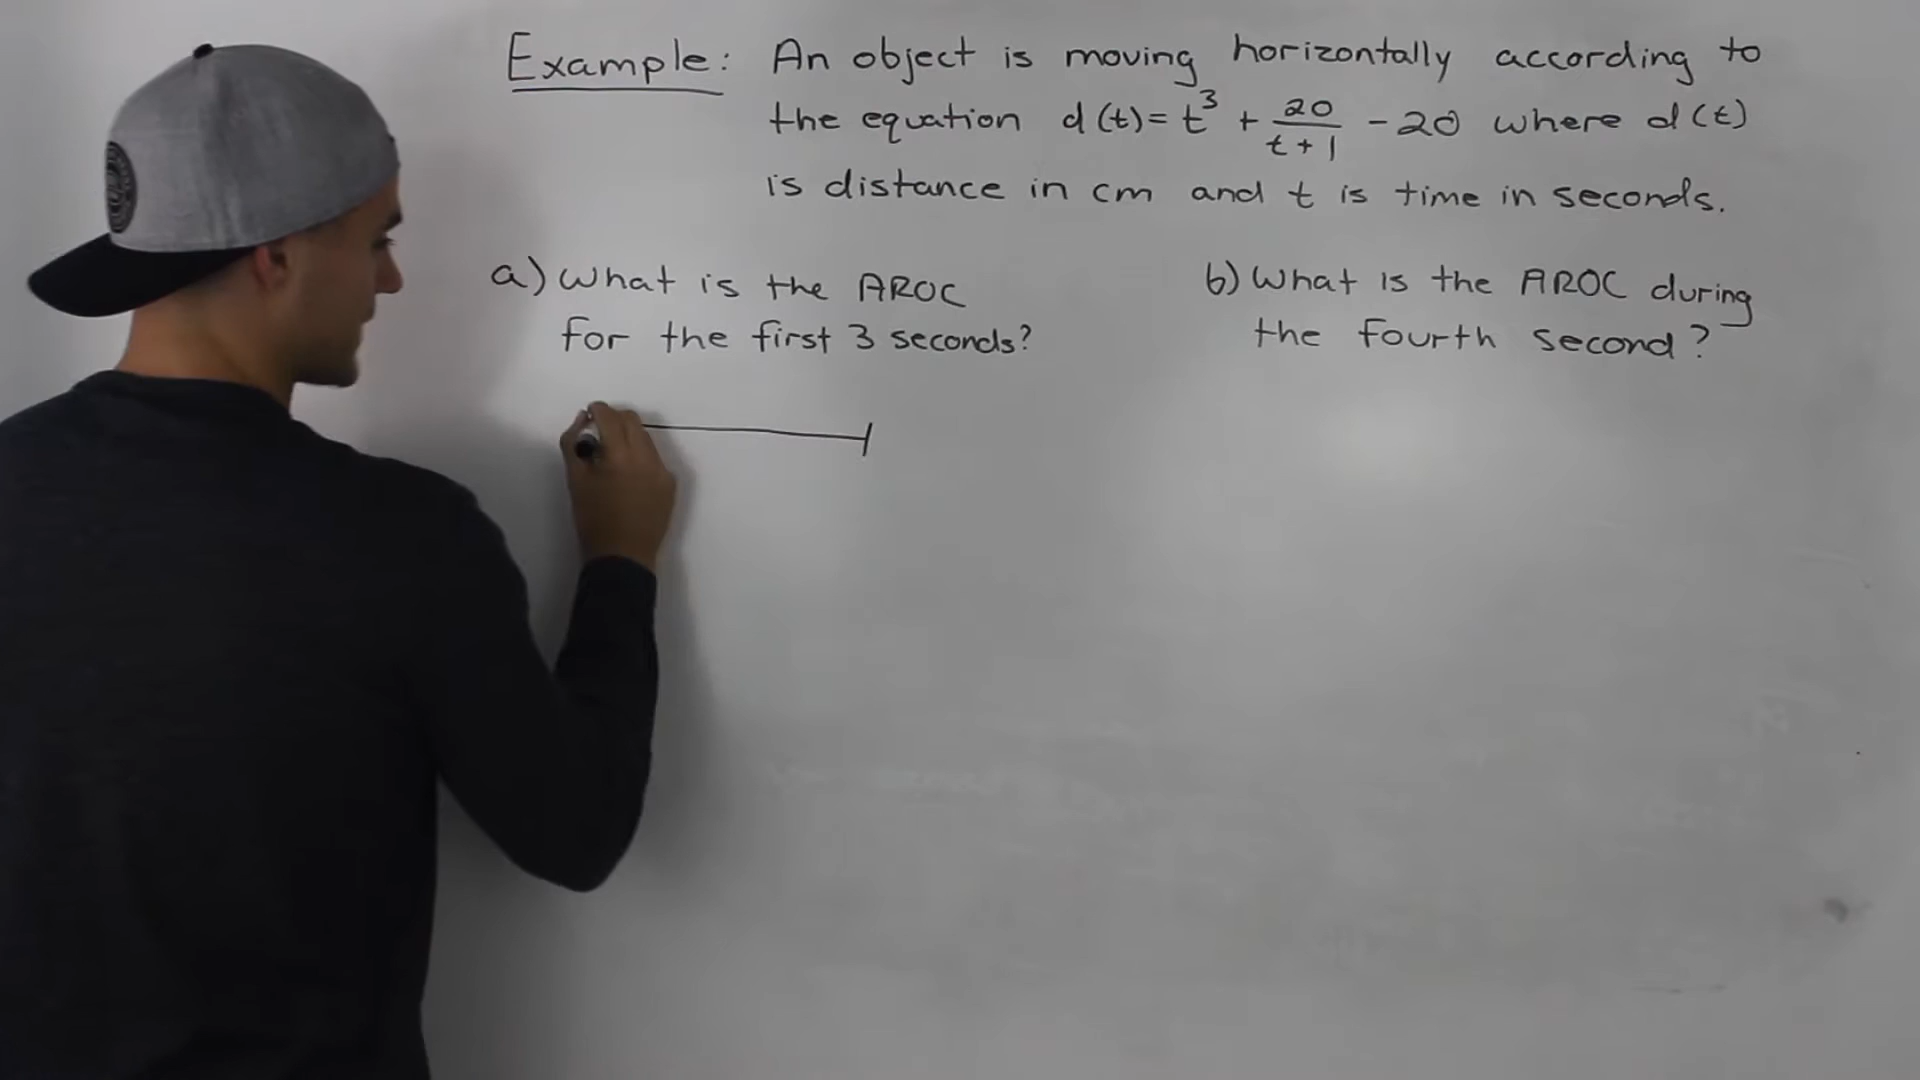 Example: An object is moving horizontally according to
the equation d(t)= t³ + 20/(t+1) - 20 where d(t)
is distance in cm and t is time in seconds.
a) What is the AROC
for the first 3 seconds?
b) What is the AROC during
the fourth second?